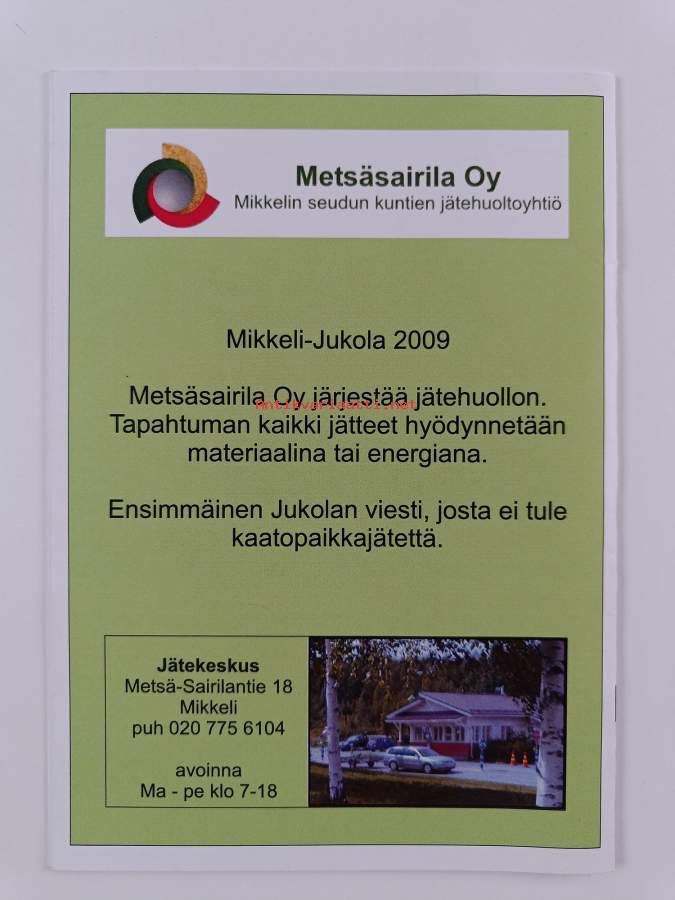 Metsäsairila Oy
Mikkelin seudun kuntien jätehuoltoyhtiö
Mikkeli-Jukola 2009
Metsäsairila Oy järjestää jätehuollon.
Antikvariaatti.net
Tapahtuman kaikki jätteet hyödynnetään
materiaalina tai energiana.
Ensimmäinen Jukolan viesti, josta ei tule
kaatopaikkajätettä.
Jätekeskus
Metsä-Sairilantie 18
Mikkeli
puh 020 775 6104
avoinna
Ma - pe klo 7-18